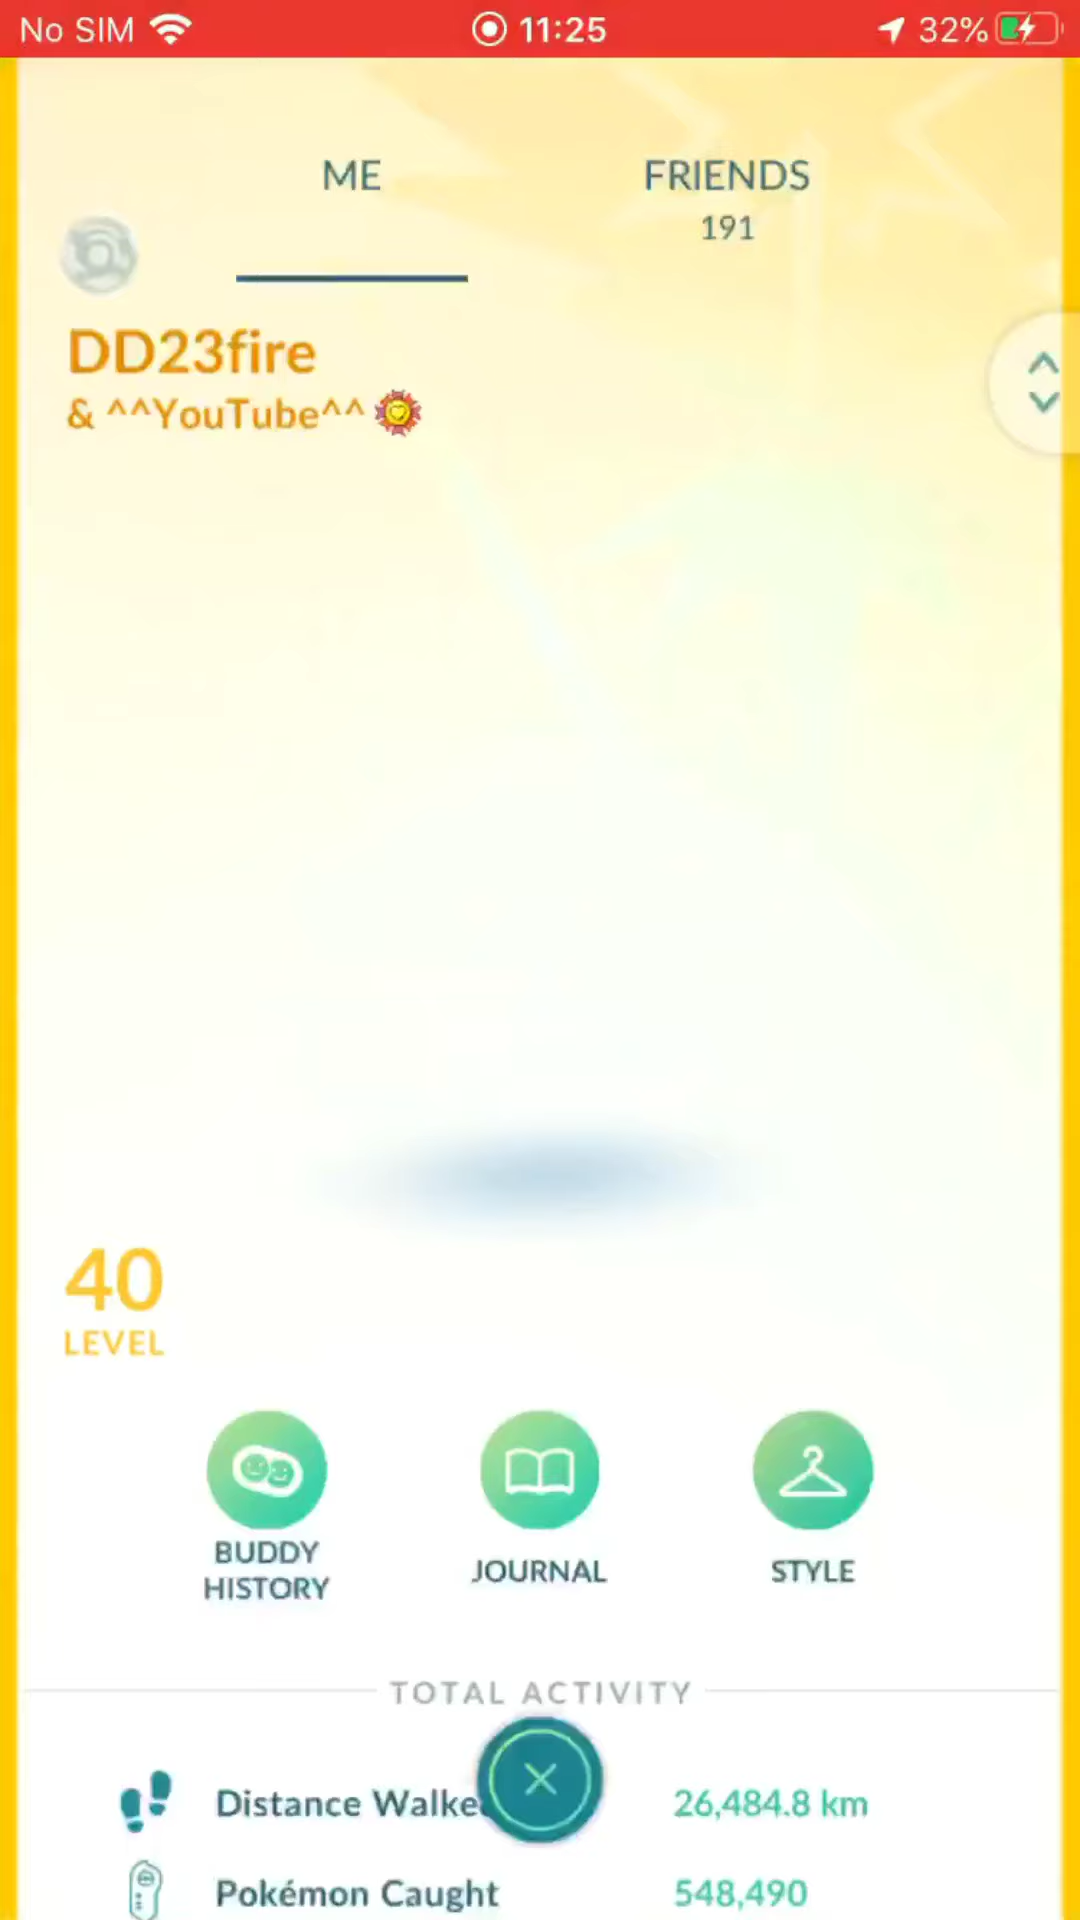 No SIM 11:25 32%
ME FRIENDS
191
DD23fire
& ^^YouTube^^
40
LEVEL
BUDDY HISTORY
JOURNAL
STYLE
TOTAL ACTIVITY
Distance Walke 26,484.8 km
Pokémon Caught 548,490